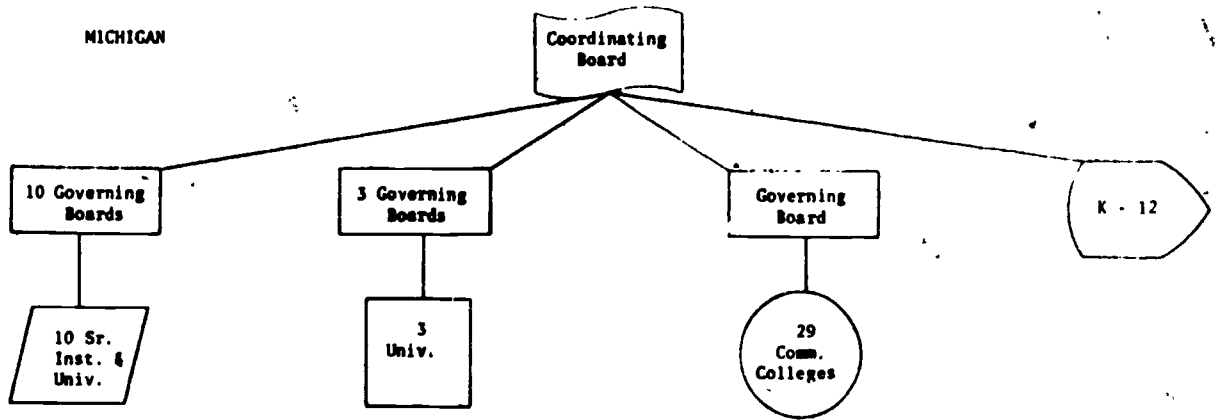 MICHIGAN
Coordinating
Board
10 Governing
Boards
3 Governing
Boards
Governing
Board
K - 12
10 Sr.
Inst. &
Univ.
3
Univ.
29
Comm.
Colleges